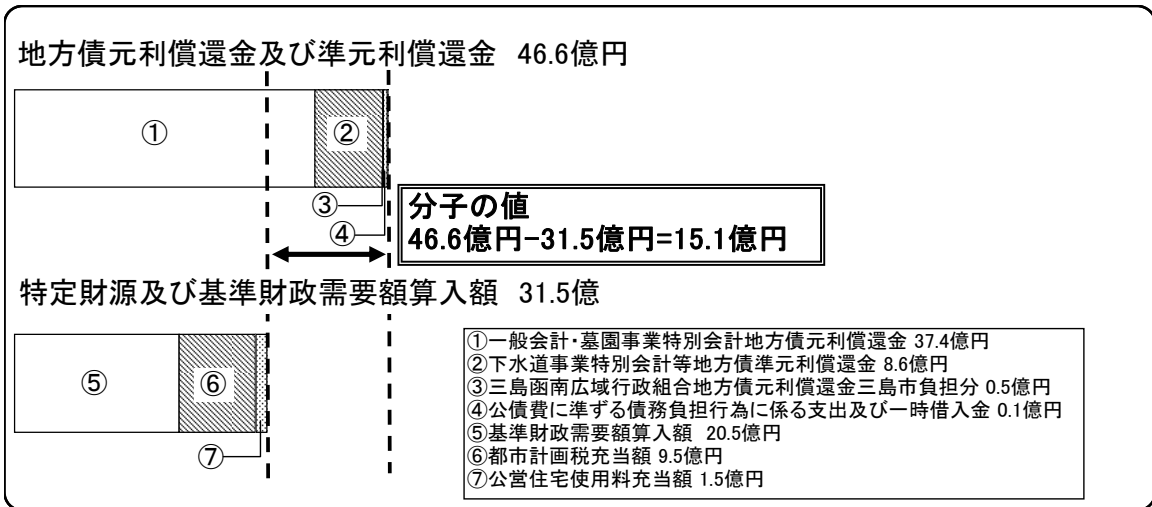 地方債元利償還金及び準元利償還金 46.6億円
①
②
③
④
分子の値
46.6億円-31.5億円=15.1億円
特定財源及び基準財政需要額算入額 31.5億
⑤
⑥
⑦
①一般会計・墓園事業特別会計地方債元利償還金 37.4億円
②下水道事業特別会計等地方債準元利償還金 8.6億円
③三島函南広域行政組合地方債元利償還金三島市負担分 0.5億円
④公債費に準ずる債務負担行為に係る支出及び一時借入金 0.1億円
⑤基準財政需要額算入額 20.5億円
⑥都市計画税充当額 9.5億円
⑦公営住宅使用料充当額 1.5億円